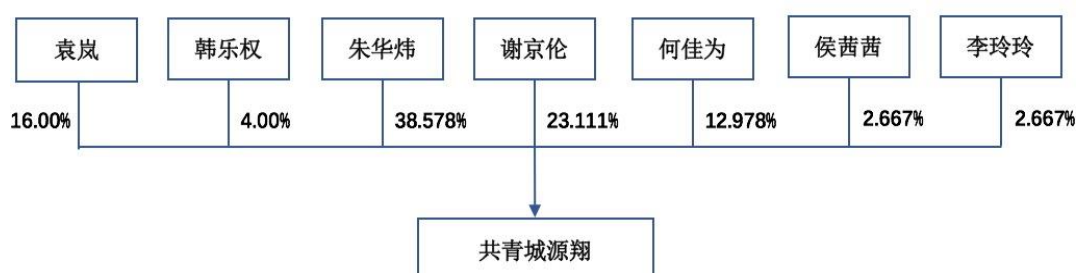 袁岚 韩乐权 朱华炜 谢京伦 何佳为 侯茜茜 李玲玲
16.00% 4.00% 38.578% 23.111% 12.978% 2.667% 2.667%
共青城源翔